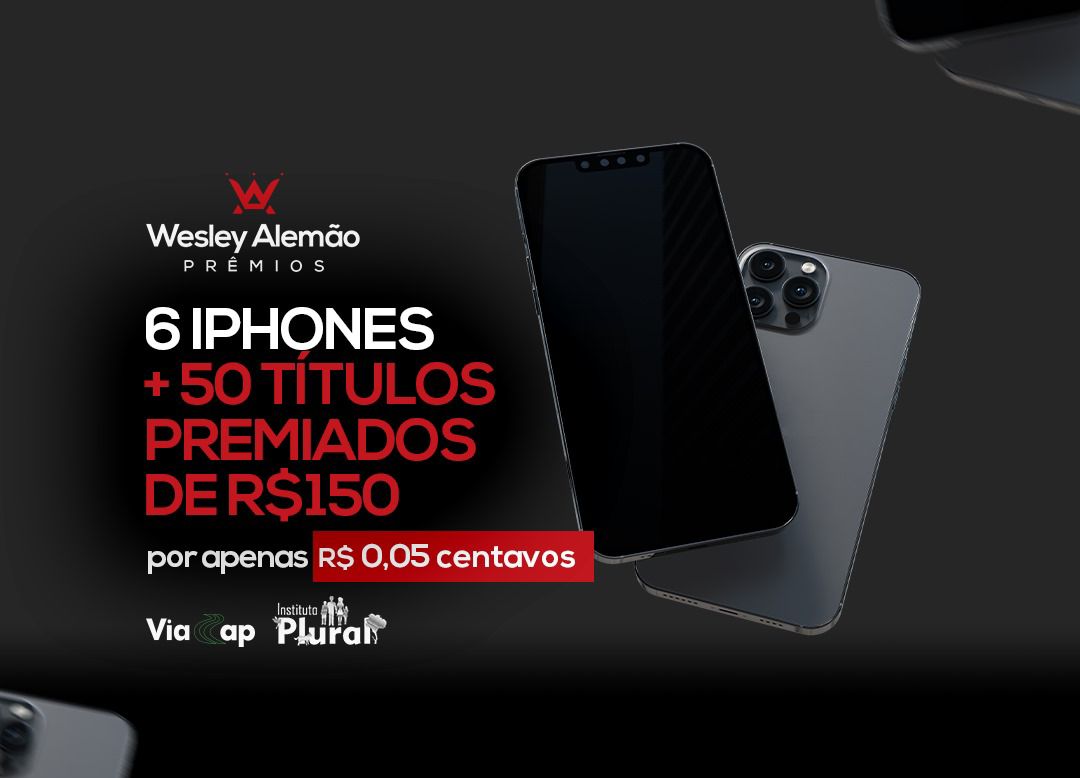 Wesley Alemão
PRÊMIOS
6 IPHONES
+ 50 TÍTULOS
PREMIADOS
DE R$150
por apenas R$ 0,05 centavos
ViaCap
Instituto
Plural